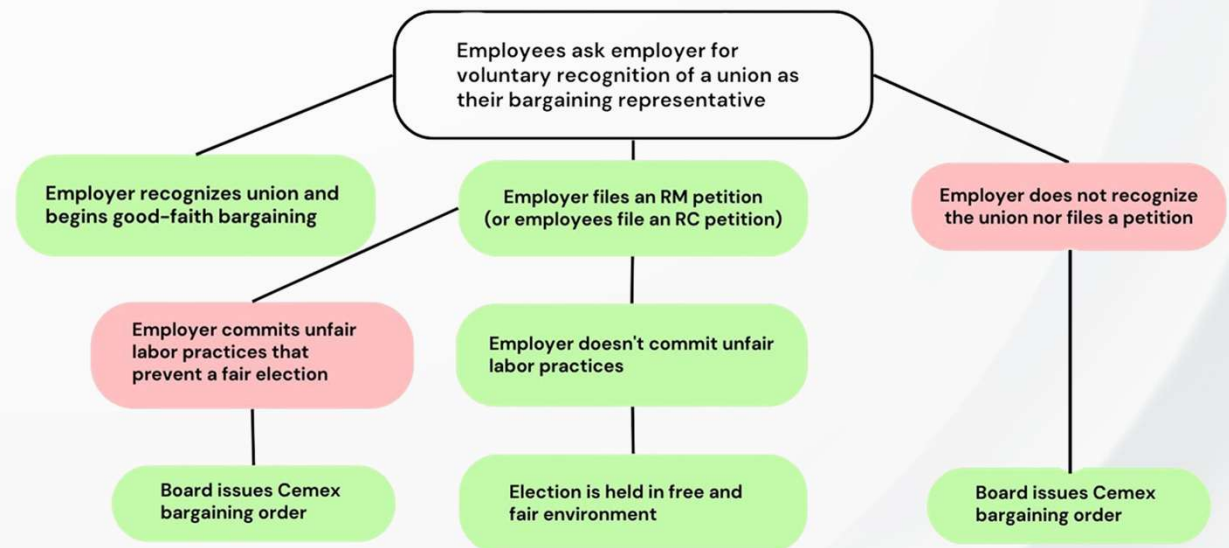 Employees ask employer for
voluntary recognition of a union as
their bargaining representative
Employer recognizes union and
begins good-faith bargaining
Employer files an RM petition
(or employees file an RC petition)
Employer does not recognize
the union nor files a petition
Employer commits unfair
labor practices that
prevent a fair election
Employer doesn't commit unfair
labor practices
Board issues Cemex
bargaining order
Election is held in free and
fair environment
Board issues Cemex
bargaining order